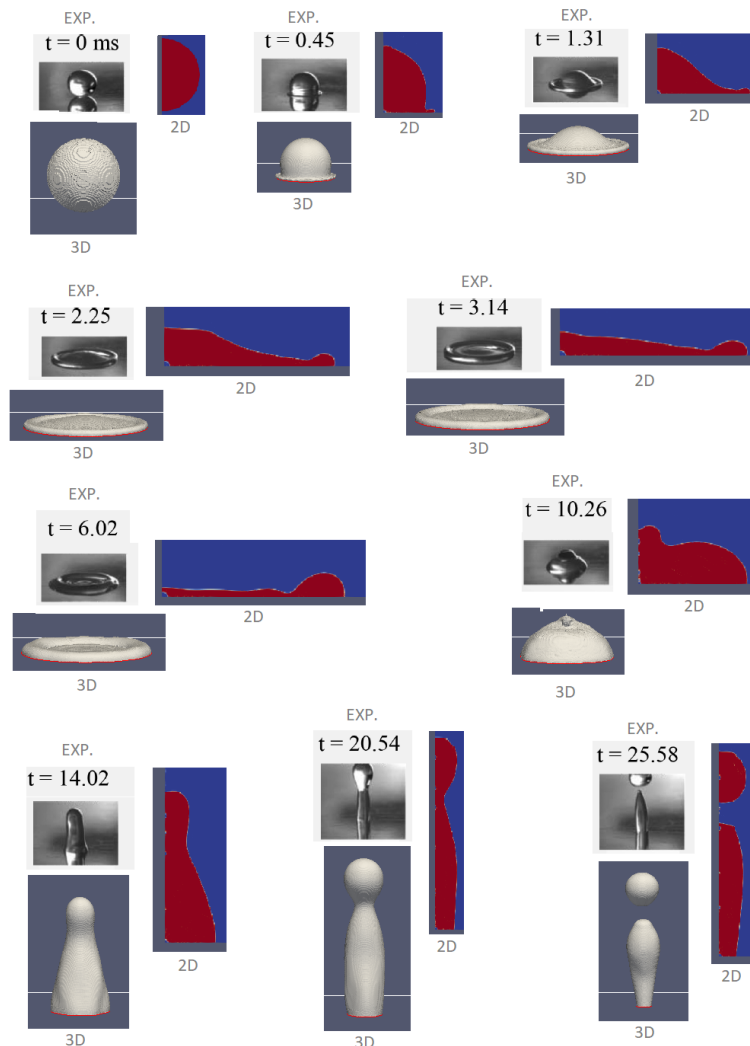 EXP.
t = 0 ms
2D
3D
EXP.
t = 0.45
2D
3D
EXP.
t = 1.31
2D
3D
EXP.
t = 2.25
2D
3D
EXP.
t = 3.14
2D
3D
EXP.
t = 6.02
2D
3D
EXP.
t = 10.26
2D
3D
EXP.
t = 14.02
2D
3D
EXP.
t = 20.54
2D
3D
EXP.
t = 25.58
2D
3D